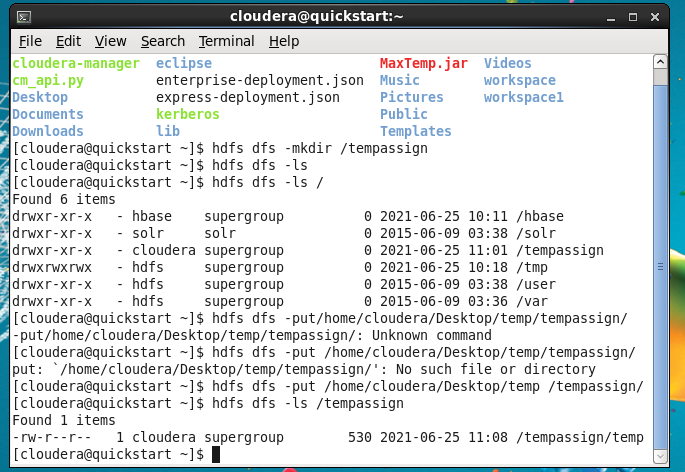 cloudera@quickstart:~
File Edit View Search Terminal Help
cloudera-manager eclipse MaxTemp.jar Videos
cm_api.py enterprise-deployment.json Music workspace
Desktop express-deployment.json Pictures workspace1
Documents kerberos Public
Downloads lib Templates
[cloudera@quickstart ~]$ hdfs dfs -mkdir /tempassign
[cloudera@quickstart ~]$ hdfs dfs -ls
[cloudera@quickstart ~]$ hdfs dfs -ls /
Found 6 items
drwxr-xr-x - hbase supergroup 0 2021-06-25 10:11 /hbase
drwxr-xr-x - solr solr 0 2015-06-09 03:38 /solr
drwxr-xr-x - cloudera supergroup 0 2021-06-25 11:01 /tempassign
drwxrwxrwx - hdfs supergroup 0 2021-06-25 10:18 /tmp
drwxr-xr-x - hdfs supergroup 0 2015-06-09 03:38 /user
drwxr-xr-x - hdfs supergroup 0 2015-06-09 03:36 /var
[cloudera@quickstart ~]$ hdfs dfs -put/home/cloudera/Desktop/temp/tempassign/
-put/home/cloudera/Desktop/temp/tempassign/: Unknown command
[cloudera@quickstart ~]$ hdfs dfs -put /home/cloudera/Desktop/temp/tempassign/
put: `/home/cloudera/Desktop/temp/tempassign/': No such file or directory
[cloudera@quickstart ~]$ hdfs dfs -put /home/cloudera/Desktop/temp /tempassign/
[cloudera@quickstart ~]$ hdfs dfs -ls /tempassign
Found 1 items
-rw-r--r-- 1 cloudera supergroup 530 2021-06-25 11:08 /tempassign/temp
[cloudera@quickstart ~]$